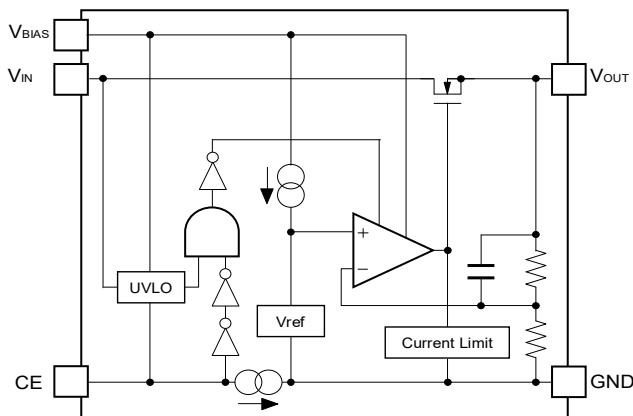 VBIAS
VIN
VOUT
+
−
UVLO
Vref
Current Limit
CE
GND